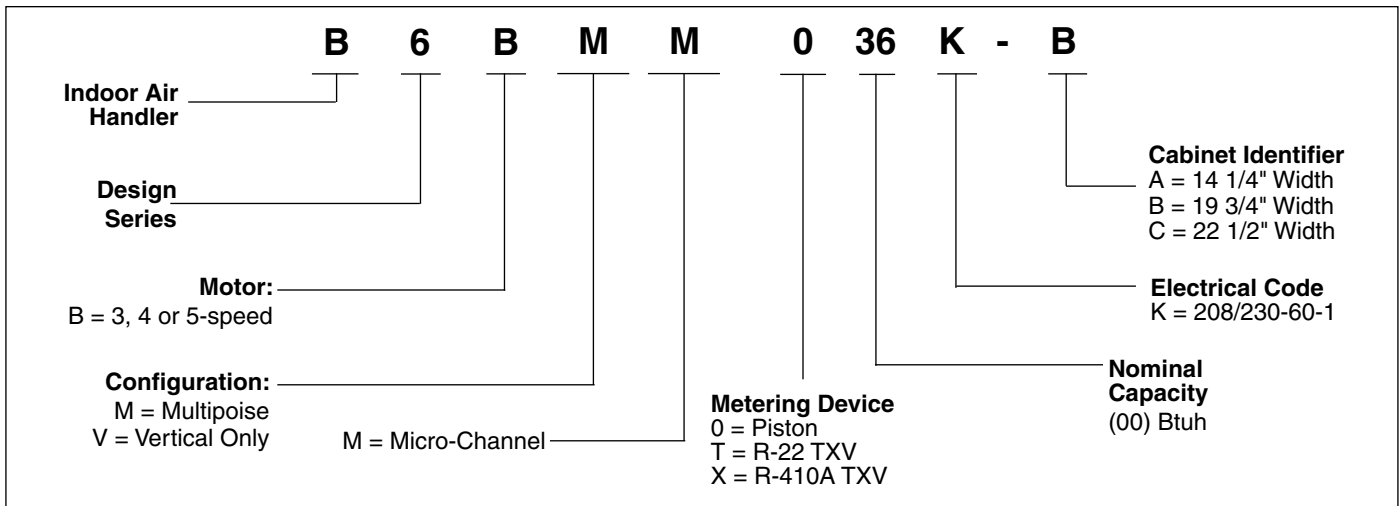 B 6 B M M 0 36 K - B
Indoor Air
Handler
Design
Series
Motor:
B = 3, 4 or 5-speed
Configuration:
M = Multipoise
V = Vertical Only
M = Micro-Channel
Metering Device
0 = Piston
T = R-22 TXV
X = R-410A TXV
Nominal
Capacity
(00) Btuh
Electrical Code
K = 208/230-60-1
Cabinet Identifier
A = 14 1/4" Width
B = 19 3/4" Width
C = 22 1/2" Width